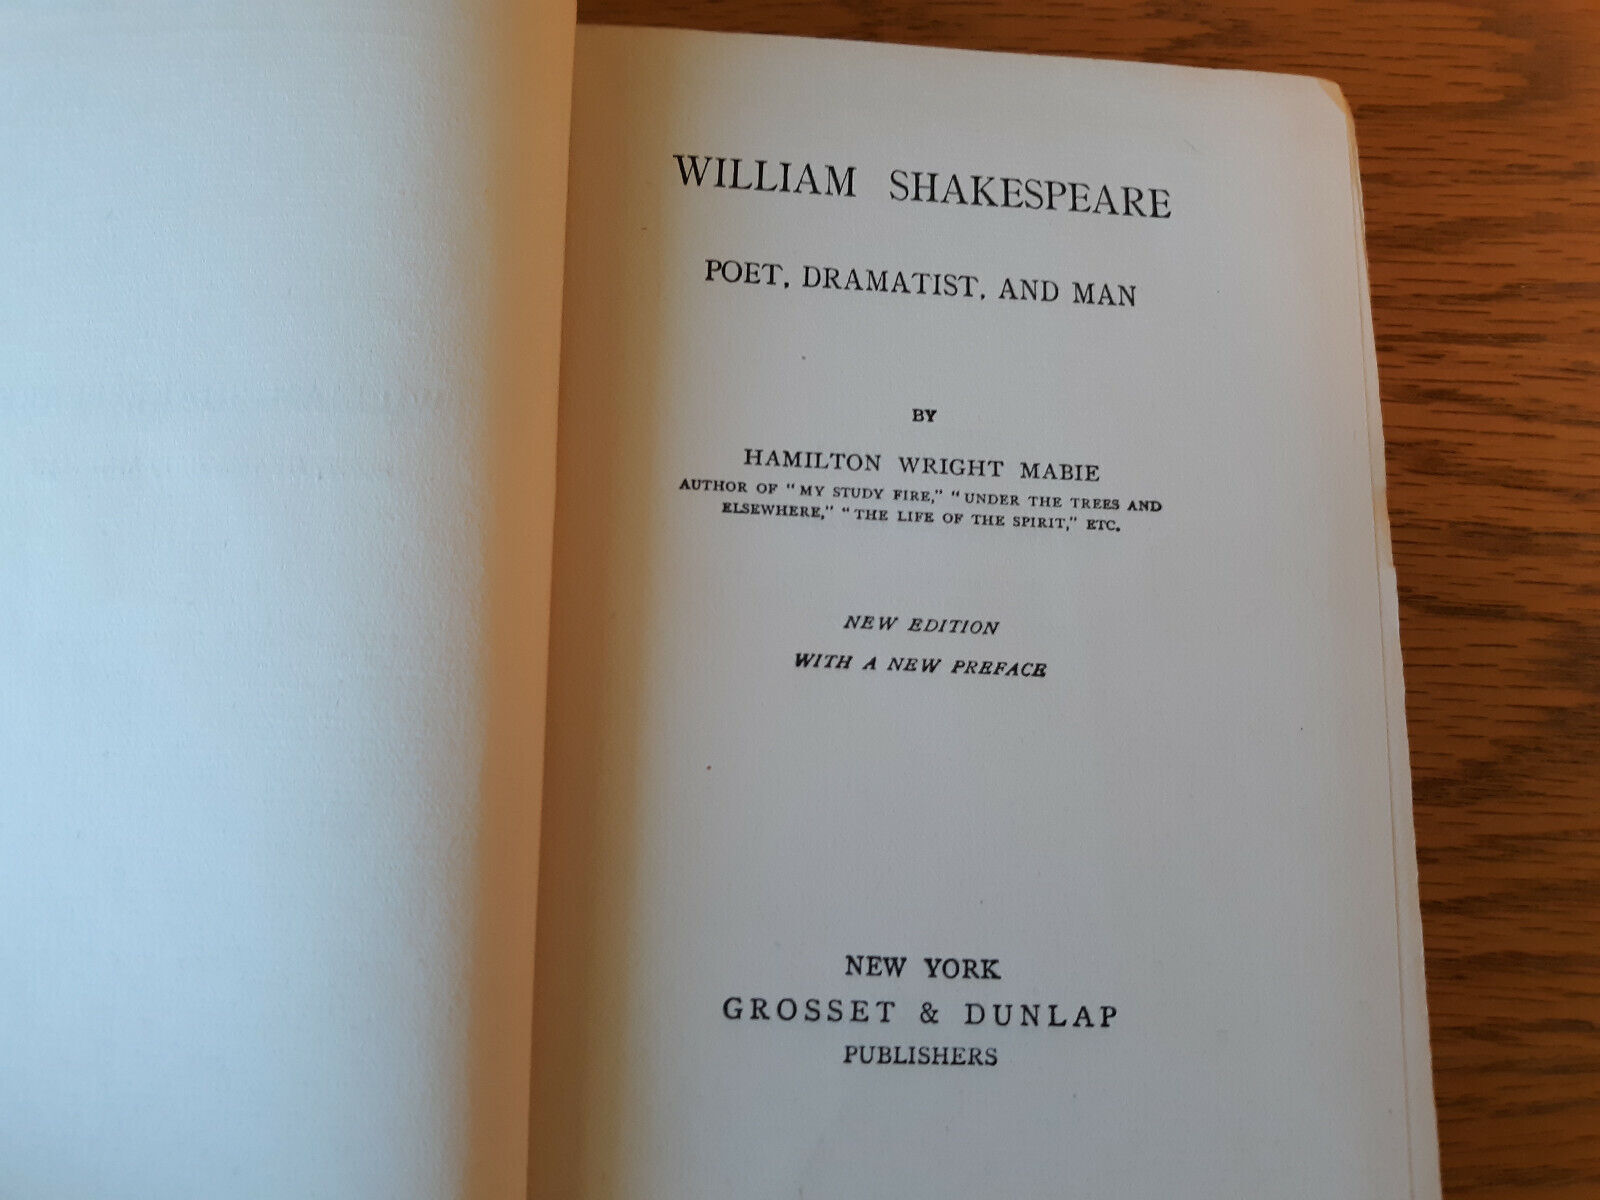 WILLIAM SHAKESPEARE
POET, DRAMATIST, AND MAN
BY
HAMILTON WRIGHT MABIE
AUTHOR OF "MY STUDY FIRE," "UNDER THE TREES AND
ELSEWHERE," "THE LIFE OF THE SPIRIT," ETC.
NEW EDITION
WITH A NEW PREFACE
NEW YORK
GROSSET & DUNLAP
PUBLISHERS